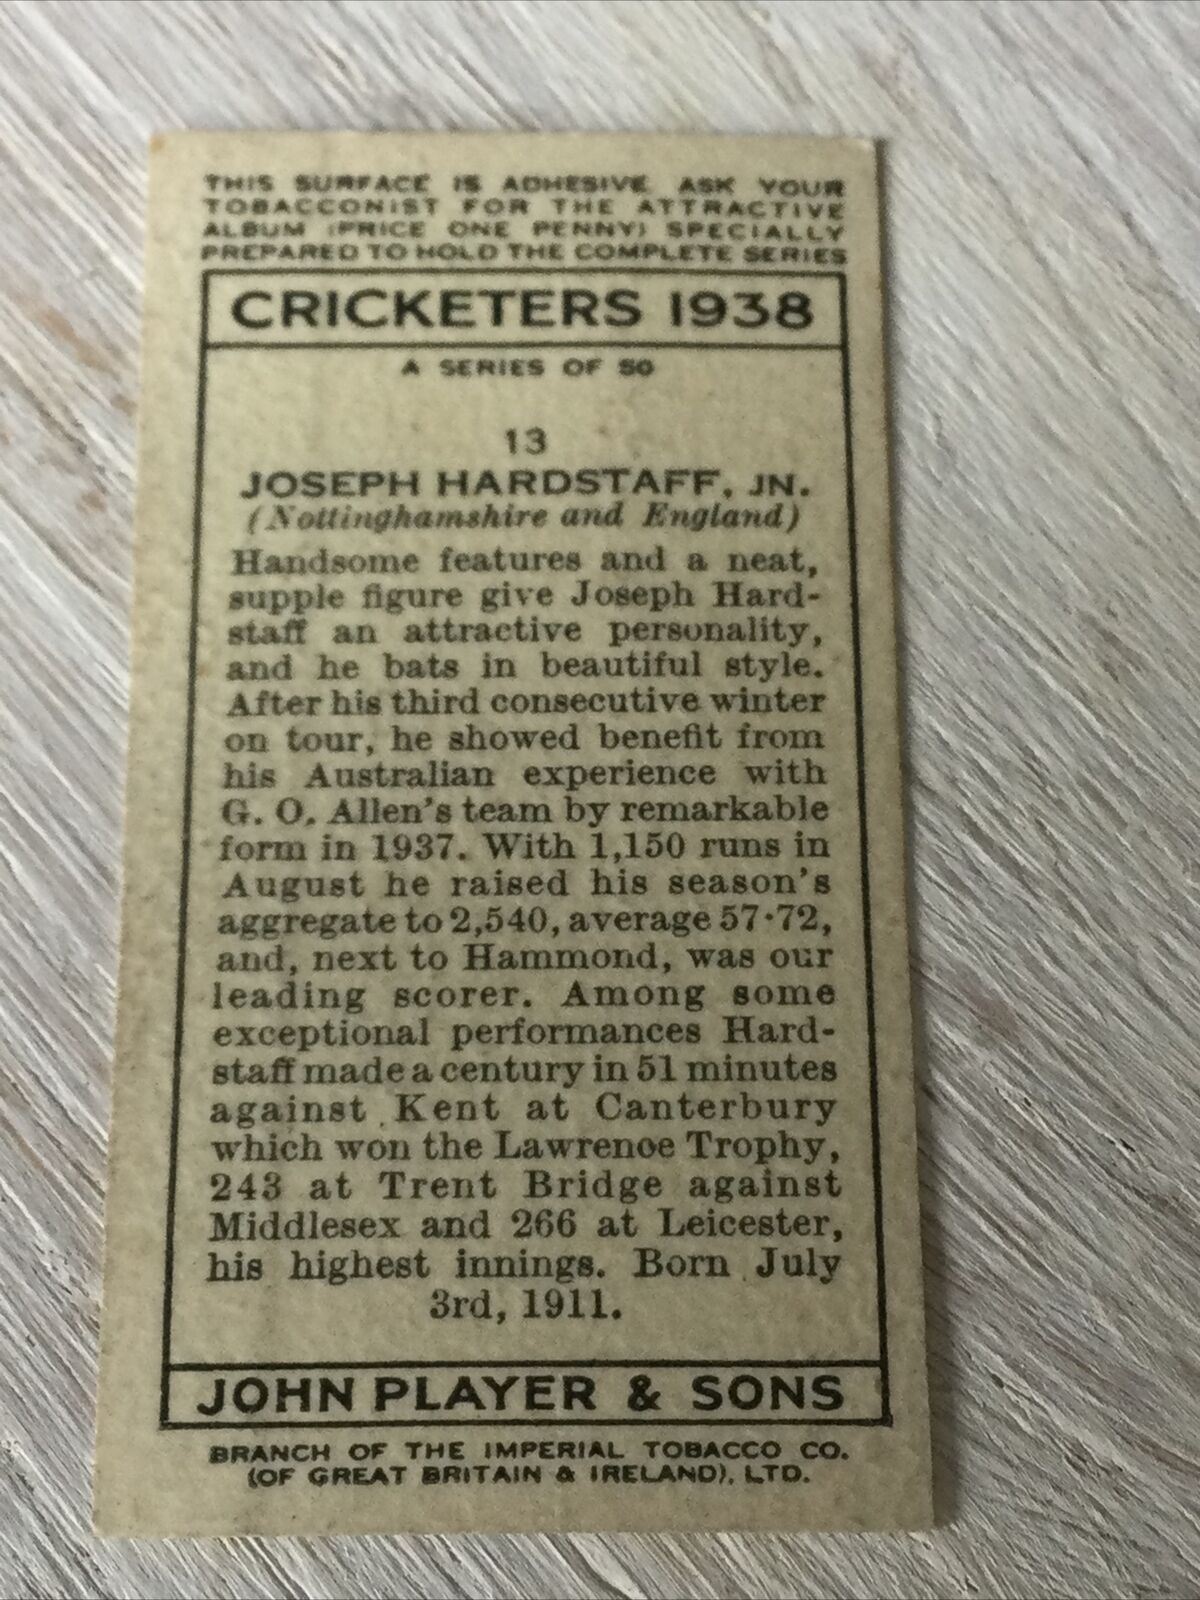 THIS SURFACE IS ADHESIVE. ASK YOUR
TOBACCONIST FOR THE ATTRACTIVE
ALBUM (PRICE ONE PENNY) SPECIALLY
PREPARED TO HOLD THE COMPLETE SERIES
CRICKETERS 1938
A SERIES OF 50
13
JOSEPH HARDSTAFF, JN.
(Nottinghamshire and England)
Handsome features and a neat,
supple figure give Joseph Hard-
staff an attractive personality,
and he bats in beautiful style.
After his third consecutive winter
on tour, he showed benefit from
his Australian experience with
G. O. Allen's team by remarkable
form in 1937. With 1,150 runs in
August he raised his season's
aggregate to 2,540, average 57·72,
and, next to Hammond, was our
leading scorer. Among some
exceptional performances Hard-
staff made a century in 51 minutes
against Kent at Canterbury
which won the Lawrence Trophy,
243 at Trent Bridge against
Middlesex and 266 at Leicester,
his highest innings. Born July
3rd, 1911.
JOHN PLAYER & SONS
BRANCH OF THE IMPERIAL TOBACCO CO.
(OF GREAT BRITAIN & IRELAND), LTD.